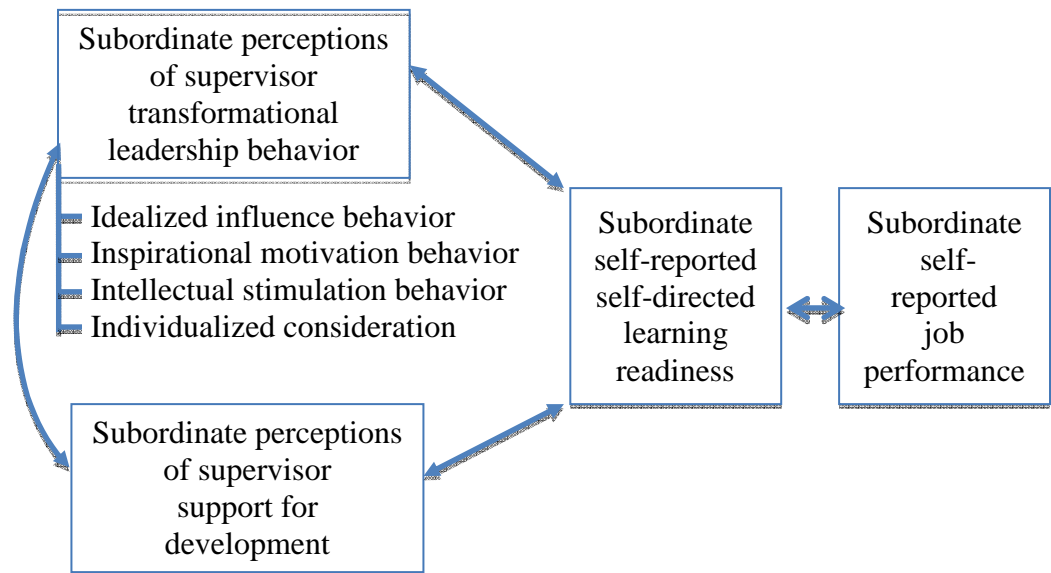 Subordinate perceptions
of supervisor
transformational
leadership behavior
Idealized influence behavior
Inspirational motivation behavior
Intellectual stimulation behavior
Individualized consideration
Subordinate perceptions
of supervisor
support for
development
Subordinate
self-reported
self-directed
learning
readiness
Subordinate
self-
reported
job
performance